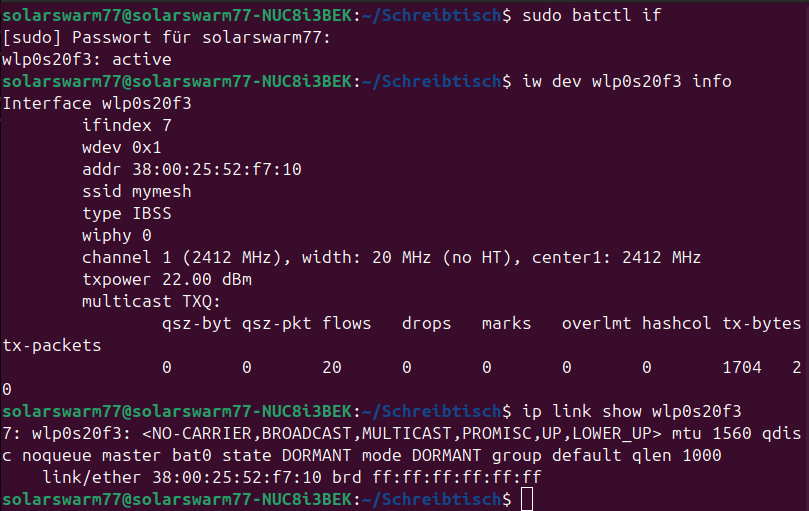 solarswarm77@solarswarm77-NUC8i3BEK:~/Schreibtisch$ sudo batctl if
[sudo] Passwort für solarswarm77:
wlp0s20f3: active
solarswarm77@solarswarm77-NUC8i3BEK:~/Schreibtisch$ iw dev wlp0s20f3 info
Interface wlp0s20f3
        ifindex 7
        wdev 0x1
        addr 38:00:25:52:f7:10
        ssid mymesh
        type IBSS
        wiphy 0
        channel 1 (2412 MHz), width: 20 MHz (no HT), center1: 2412 MHz
        txpower 22.00 dBm
        multicast TXQ:
                qsz-byt qsz-pkt flows   drops   marks   overlmt hashcol tx-bytes
tx-packets
                0       0       20      0       0       0       0       1704    2
0
solarswarm77@solarswarm77-NUC8i3BEK:~/Schreibtisch$ ip link show wlp0s20f3
7: wlp0s20f3: <NO-CARRIER,BROADCAST,MULTICAST,PROMISC,UP,LOWER_UP> mtu 1560 qdis
c noqueue master bat0 state DORMANT mode DORMANT group default qlen 1000
    link/ether 38:00:25:52:f7:10 brd ff:ff:ff:ff:ff:ff
solarswarm77@solarswarm77-NUC8i3BEK:~/Schreibtisch$